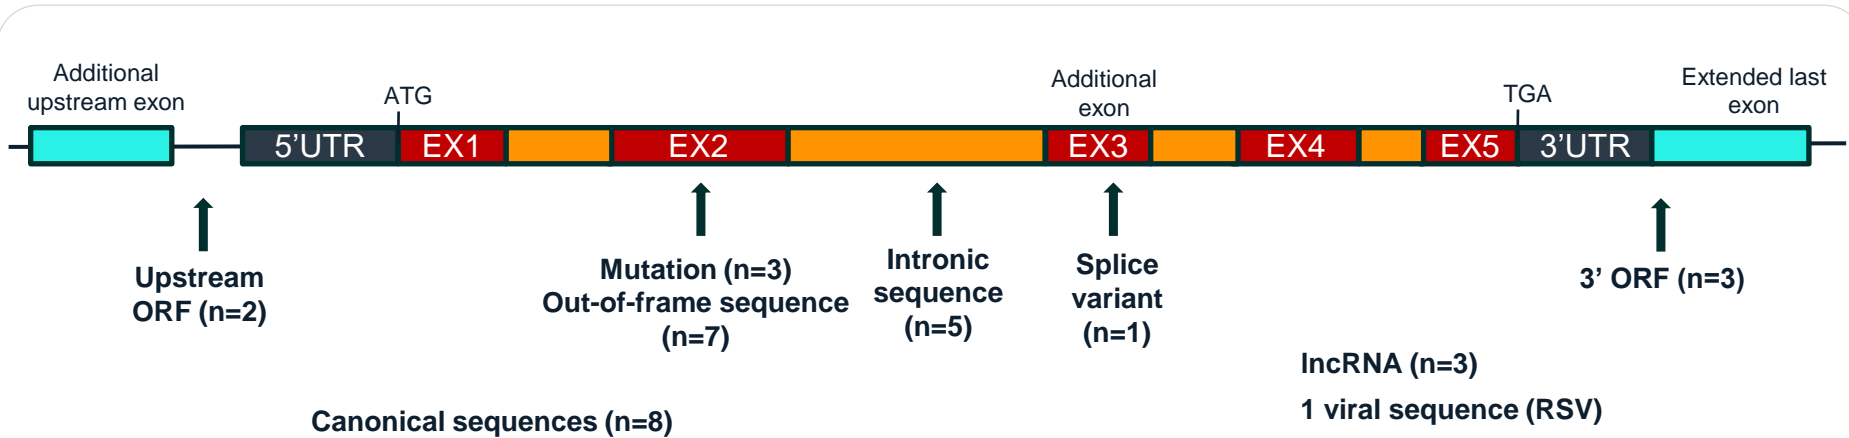 Additional
upstream exon
ATG
Additional
exon
TGA
Extended last
exon
5’UTR
EX1
EX2
EX3
EX4
EX5
3’UTR
Upstream
ORF (n=2)
Mutation (n=3)
Out-of-frame sequence
(n=7)
Intronic
sequence
(n=5)
Splice
variant
(n=1)
3’ ORF (n=3)
lncRNA (n=3)
1 viral sequence (RSV)
Canonical sequences (n=8)